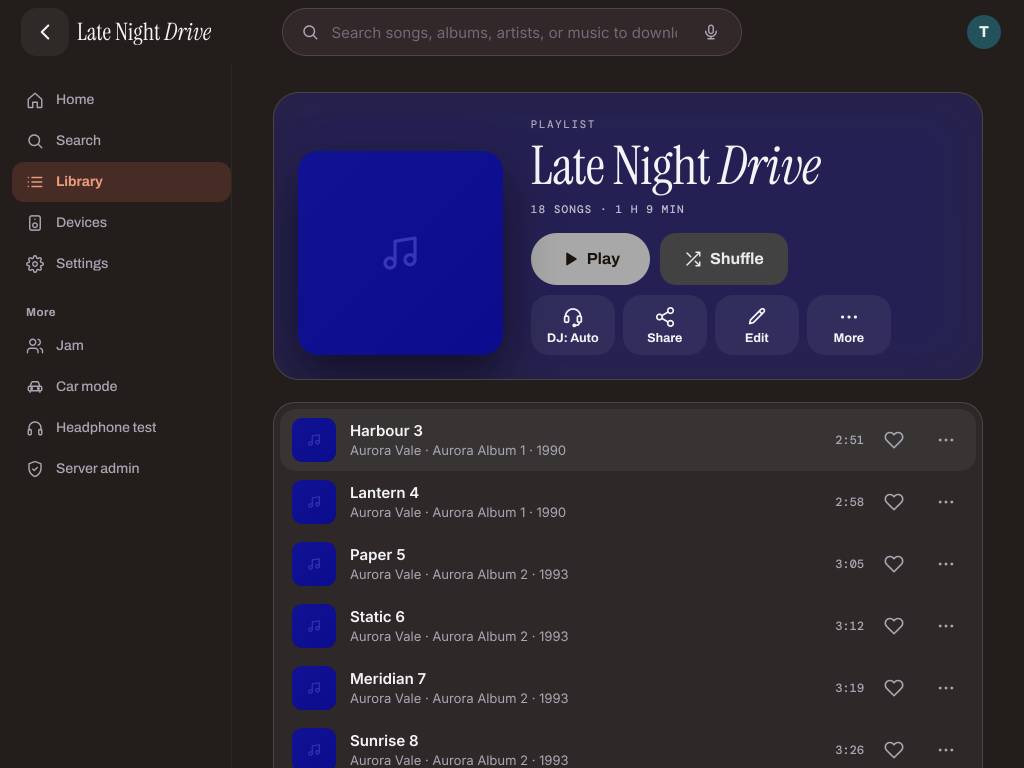 Late Night Drive
Search songs, albums, artists, or music to downl
T
Home
Search
Library
Devices
Settings
More
Jam
Car mode
Headphone test
Server admin
PLAYLIST
Late Night Drive
18 SONGS · 1 H 9 MIN
Play
Shuffle
DJ: Auto
Share
Edit
More
Harbour 3
Aurora Vale · Aurora Album 1 · 1990
2:51
Lantern 4
Aurora Vale · Aurora Album 1 · 1990
2:58
Paper 5
Aurora Vale · Aurora Album 2 · 1993
3:05
Static 6
Aurora Vale · Aurora Album 2 · 1993
3:12
Meridian 7
Aurora Vale · Aurora Album 2 · 1993
3:19
Sunrise 8
Aurora Vale · Aurora Album 2 · 1993
3:26